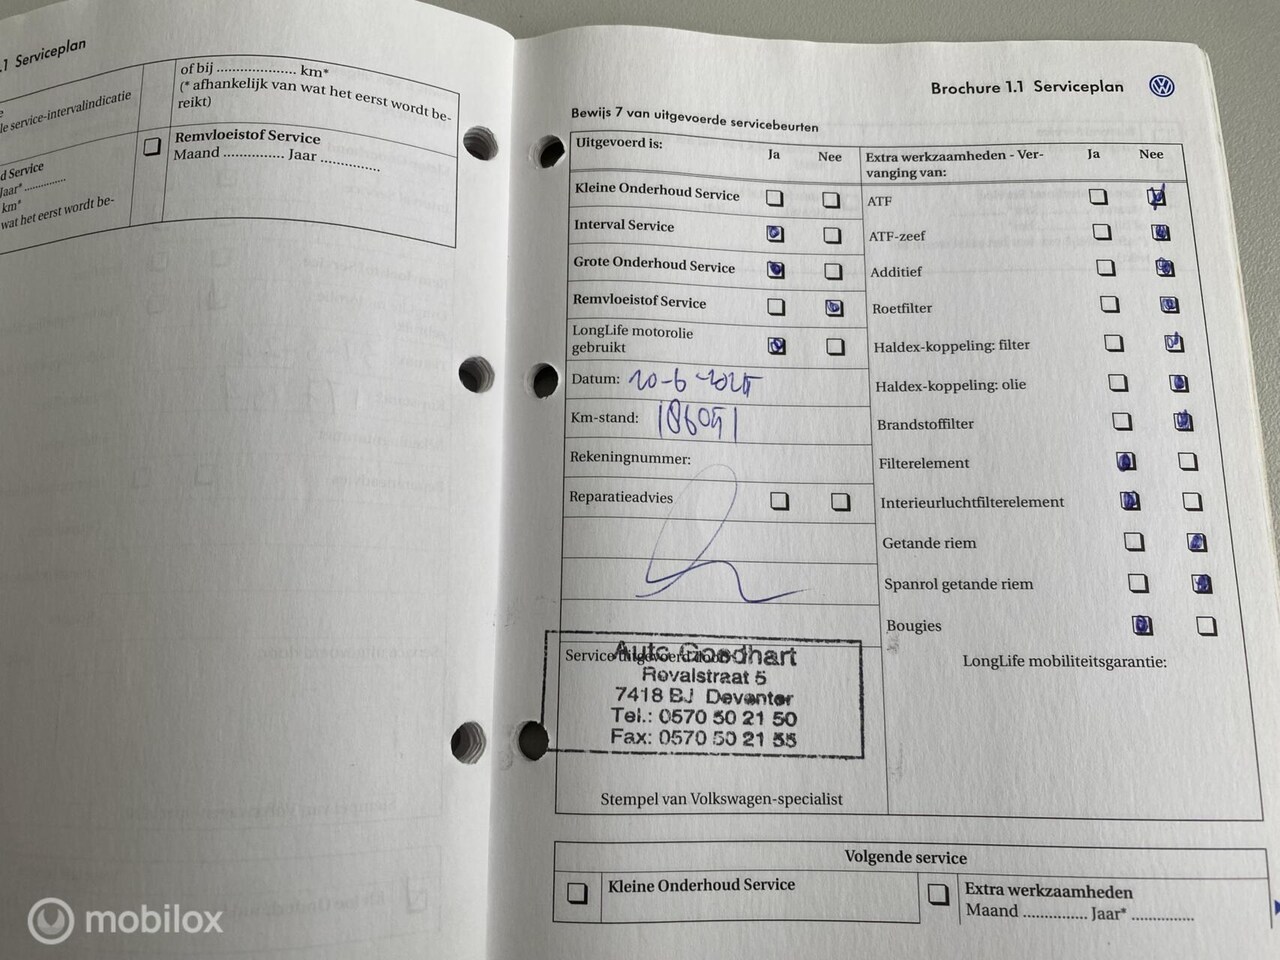 .1 Serviceplan
le service-intervalindicatie
of bij .................... km*
(* afhankelijk van wat het eerst wordt be-
reikt)
d Service
Jaar* ...............
km*
wat het eerst wordt be-
Remvloeistof Service
Maand ............... Jaar ...............
Brochure 1.1 Serviceplan
Bewijs 7 van uitgevoerde servicebeurten
Uitgevoerd is:
Ja Nee
Kleine Onderhoud Service
Interval Service
Grote Onderhoud Service
Remvloeistof Service
LongLife motorolie
gebruikt
Datum: 20-6-2025
Km-stand: 186051
Rekeningnummer:
Reparatieadvies
Service uitgevoerd door:
Auto Goedhart
Revalstraat 5
7418 BJ Deventer
Tel.: 0570 50 21 50
Fax: 0570 50 21 55
Stempel van Volkswagen-specialist
Extra werkzaamheden - Ver-
vanging van:
Ja Nee
ATF
ATF-zeef
Additief
Roetfilter
Haldex-koppeling: filter
Haldex-koppeling: olie
Brandstoffilter
Filterelement
Interieurluchtfilterelement
Getande riem
Spanrol getande riem
Bougies
LongLife mobiliteitsgarantie:
Volgende service
Kleine Onderhoud Service
Extra werkzaamheden
Maand ............... Jaar* ...............
mobilox